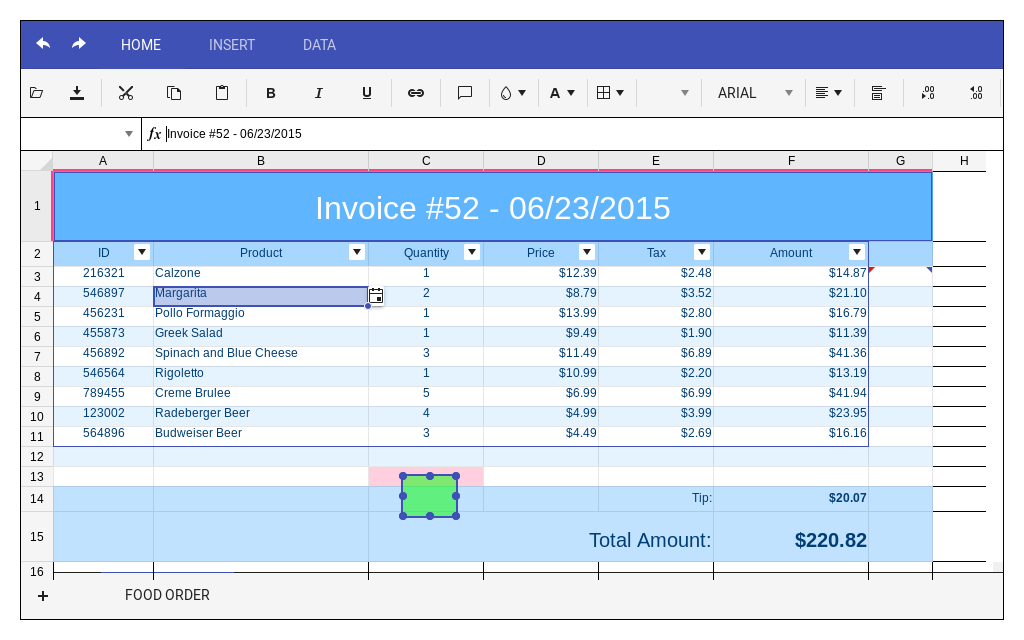 HOME INSERT DATA
B I U A ARIAL .00 .0 .0 .00
fx Invoice #52 - 06/23/2015
A B C D E F G H
1 Invoice #52 - 06/23/2015
2 ID Product Quantity Price Tax Amount
3 216321 Calzone 1 $12.39 $2.48 $14.87
4 546897 Margarita 2 $8.79 $3.52 $21.10
5 456231 Pollo Formaggio 1 $13.99 $2.80 $16.79
6 455873 Greek Salad 1 $9.49 $1.90 $11.39
7 456892 Spinach and Blue Cheese 3 $11.49 $6.89 $41.36
8 546564 Rigoletto 1 $10.99 $2.20 $13.19
9 789455 Creme Brulee 5 $6.99 $6.99 $41.94
10 123002 Radeberger Beer 4 $4.99 $3.99 $23.95
11 564896 Budweiser Beer 3 $4.49 $2.69 $16.16
12
13
14 Tip: $20.07
15 Total Amount: $220.82
16
+ FOOD ORDER